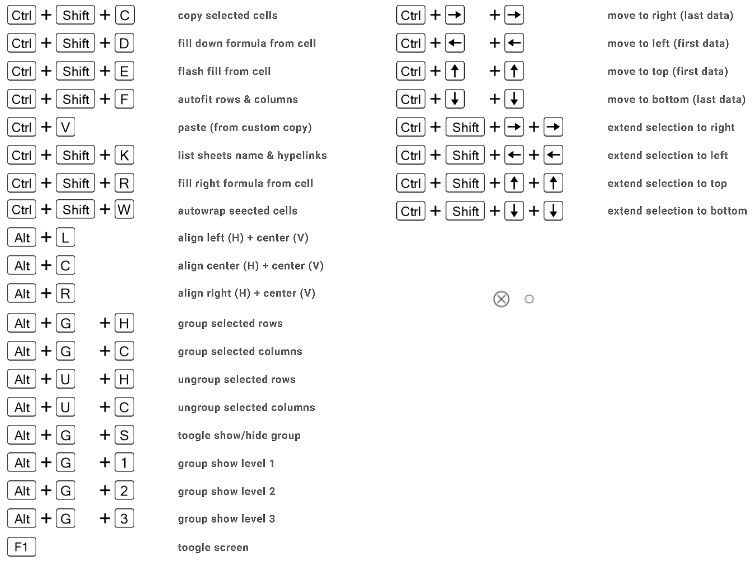 Ctrl + Shift + C copy selected cells
Ctrl + Shift + D fill down formula from cell
Ctrl + Shift + E flash fill from cell
Ctrl + Shift + F autofit rows & columns
Ctrl + V paste (from custom copy)
Ctrl + Shift + K list sheets name & hypelinks
Ctrl + Shift + R fill right formula from cell
Ctrl + Shift + W autowrap seected cells
Alt + L align left (H) + center (V)
Alt + C align center (H) + center (V)
Alt + R align right (H) + center (V)
Alt + G + H group selected rows
Alt + G + C group selected columns
Alt + U + H ungroup selected rows
Alt + U + C ungroup selected columns
Alt + G + S toogle show/hide group
Alt + G + 1 group show level 1
Alt + G + 2 group show level 2
Alt + G + 3 group show level 3
F1 toogle screen
Ctrl + → + → move to right (last data)
Ctrl + ← + ← move to left (first data)
Ctrl + ↑ + ↑ move to top (first data)
Ctrl + ↓ + ↓ move to bottom (last data)
Ctrl + Shift + → + → extend selection to right
Ctrl + Shift + ← + ← extend selection to left
Ctrl + Shift + ↑ + ↑ extend selection to top
Ctrl + Shift + ↓ + ↓ extend selection to bottom